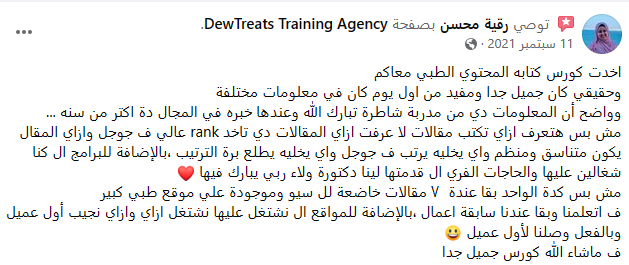 توصي رقية محسن بصفحة DewTreats Training Agency.
11 سبتمبر 2021
اخدت كورس كتابه المحتوي الطبي معاكم
وحقيقي كان جميل جدا ومفيد من اول يوم كان في معلومات مختلفة
وواضح أن المعلومات دي من مدربة شاطرة تبارك الله وعندها خبره في المجال دة اكتر من سنه ...
مش بس هتعرف ازاي تكتب مقالات لا عرفت ازاي المقالات دي تاخد rank عالي ف جوجل وازاي المقال
يكون متناسق ومنظم واي يخليه يرتب ف جوجل واي يخليه يطلع برة الترتيب ،بالإضافة للبرامج ال كنا
شغالين عليها والحاجات الفري ال قدمتها لينا دكتورة ولاء ربي يبارك فيها ❤️
مش بس كدة الواحد بقا عندة ٧ مقالات خاضعة لل سيو وموجودة علي موقع طبي كبير
ف اتعلمنا وبقا عندنا سابقة اعمال ،بالإضافة للمواقع ال نشتغل عليها نشتغل ازاي وازاي نجيب أول عميل
وبالفعل وصلنا لأول عميل 😃
ف ماشاء الله كورس جميل جدا